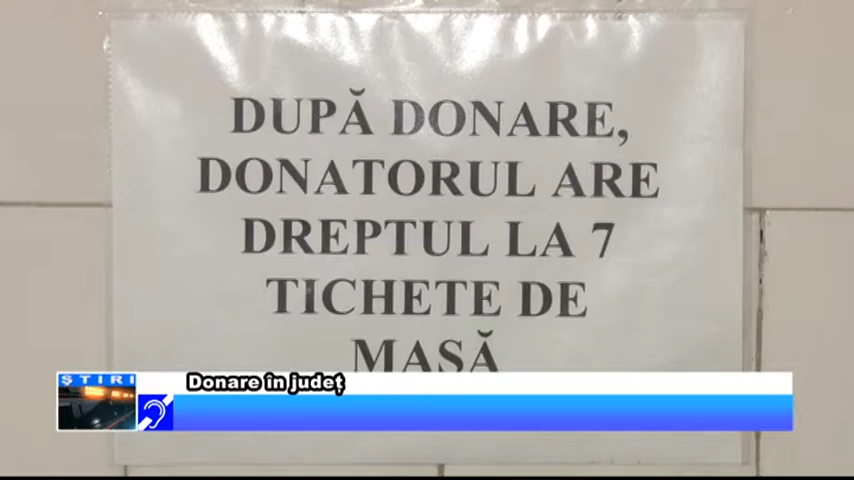 DUPĂ DONARE,
DONATORUL ARE
DREPTUL LA 7
TICHETE DE
MASĂ
ȘTIRI
Donare în județ